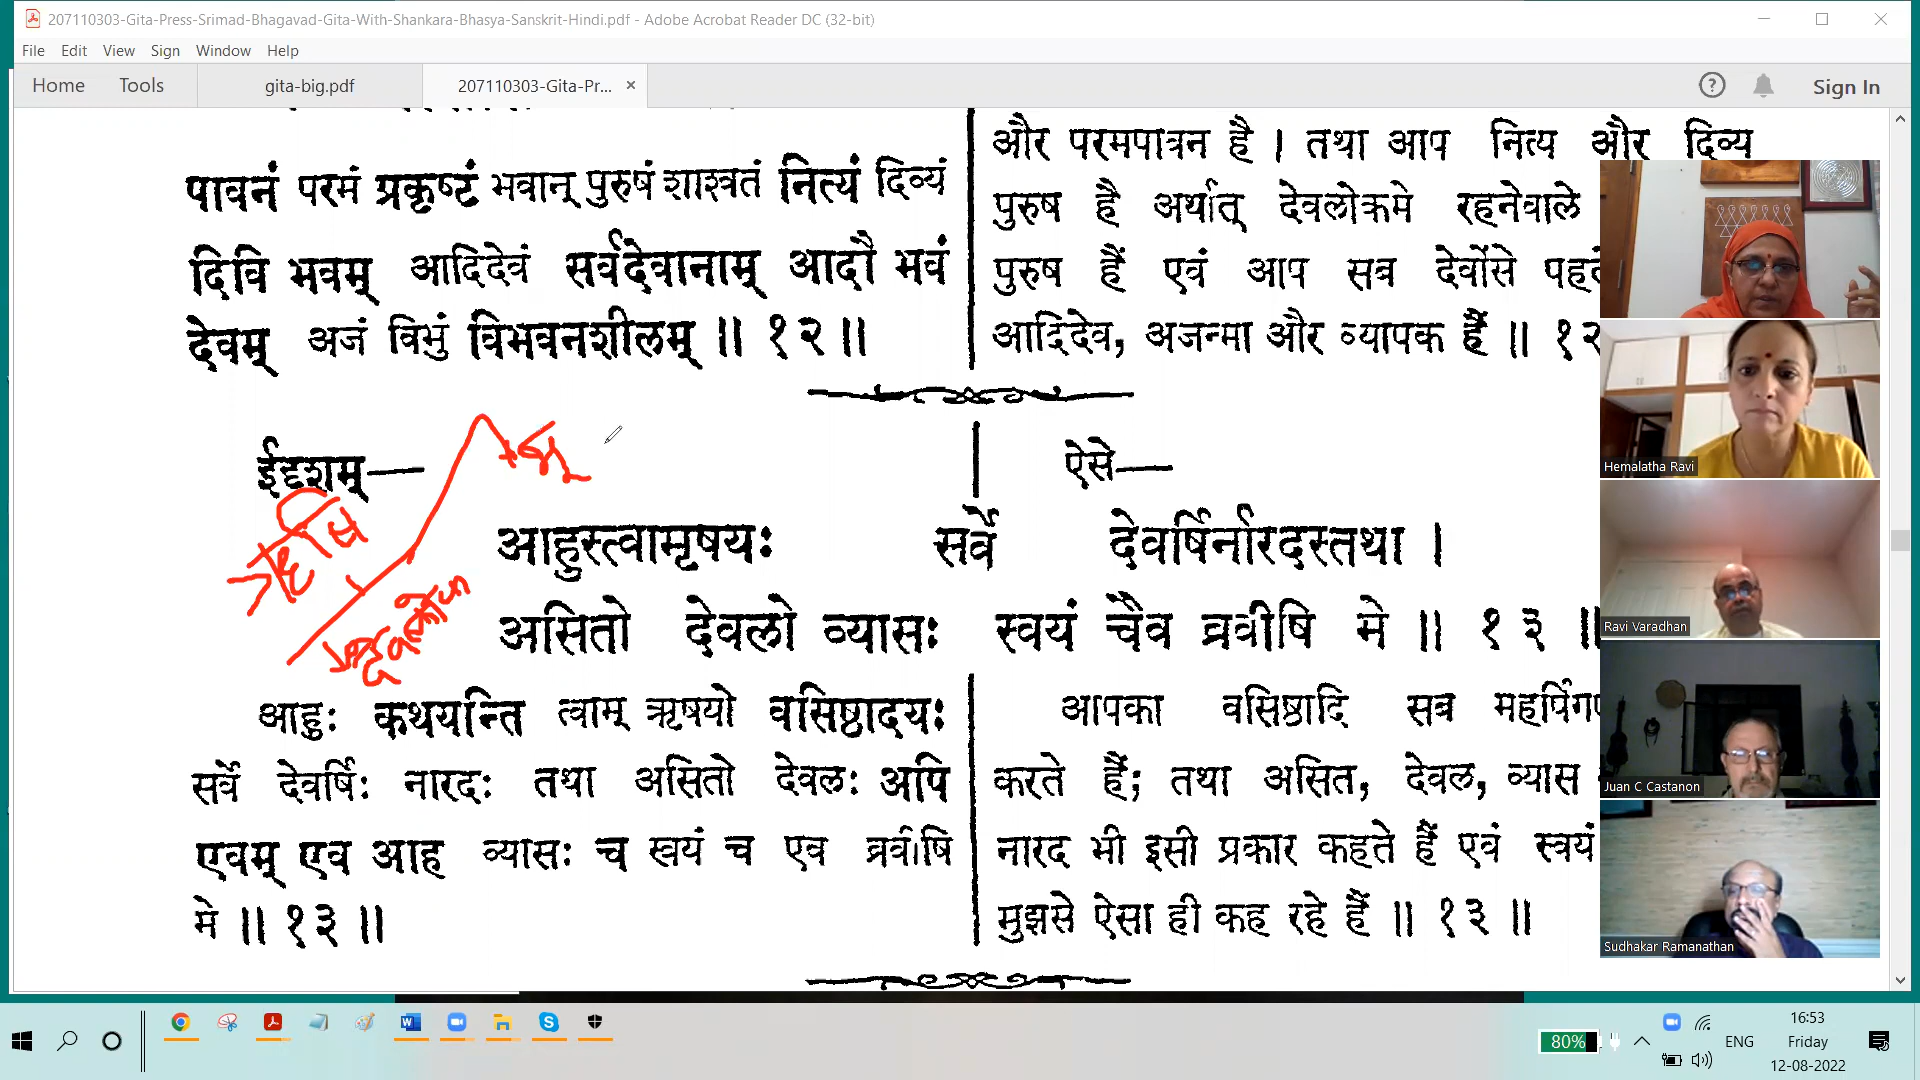 207110303-Gita-Press-Srimad-Bhagavad-Gita-With-Shankara-Bhasya-Sanskrit-Hindi.pdf - Adobe Acrobat Reader DC (32-bit)
File Edit View Sign Window Help
Home Tools gita-big.pdf 207110303-Gita-Pr... × Sign In
पावनं परमं प्रकृष्टं भवान् पुरुषं शाश्वतं नित्यं दिव्यं
दिवि भवम् आदिदेवं सर्वदेवानाम् आदौ भवं
देवम् अजं विभुं विभवनशीलम् ॥ १२ ॥
और परमपावन हैं । तथा आप नित्य और दिव्य
पुरुष हैं अर्थात् देवलोकमें रहनेवाले
पुरुष हैं एवं आप सब देवोंसे
आदिदेव, अजन्मा और व्यापक हैं ॥ १२
ईदृशम्—
ऐसे—
आहुस्त्वामृषयः सर्वे देवर्षिर्नारदस्तथा ।
असितो देवलो व्यासः स्वयं चैव ब्रवीषि मे ॥ १३ ॥
आहुः कथयन्ति त्वाम् ऋषयो वसिष्ठादयः
सर्वे देवर्षिः नारदः तथा असितो देवलः अपि
एवम् एव आह व्यासः च स्वयं च एव ब्रवीषि
मे ॥ १३ ॥
आपका वसिष्ठादि सब
करते हैं; तथा असित, देवल, व्यास
नारद भी इसी प्रकार कहते हैं एवं स्वयं
मुझसे ऐसा ही कह रहे हैं ॥ १३ ॥
Hemalatha Ravi
Ravi Varadhan
Juan C Castanon
Sudhakar Ramanathan
80% ENG 16:53
Friday
12-08-2022